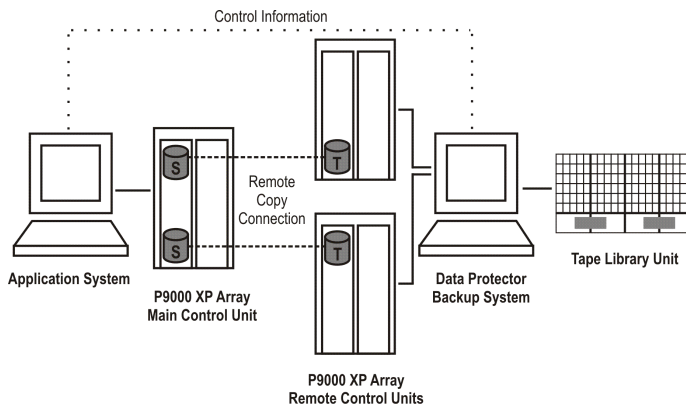 Control Information
S
T
Remote
Copy
Connection
S
T
Application System
P9000 XP Array
Main Control Unit
Data Protector
Backup System
Tape Library Unit
P9000 XP Array
Remote Control Units